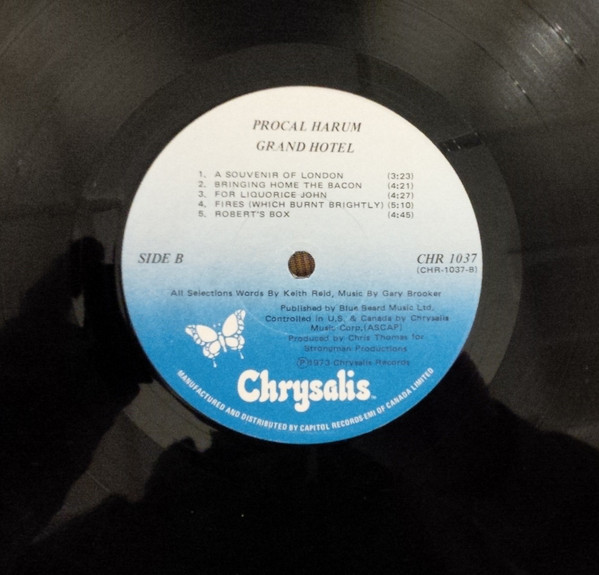 PROCAL HARUM
GRAND HOTEL
1. A SOUVENIR OF LONDON (3:23)
2. BRINGING HOME THE BACON (4:21)
3. FOR LIQUORICE JOHN (4:27)
4. FIRES (WHICH BURNT BRIGHTLY) (5:10)
5. ROBERT'S BOX (4:45)
SIDE B
CHR 1037
(CHR-1037-B)
All Selections Words By Keith Reid, Music By Gary Brooker
Published by Blue Beard Music Ltd.
Controlled in U.S. & Canada by Chrysalis
Music Corp.(ASCAP)
Produced by Chris Thomas for
Strongman Productions
Ⓟ1973 Chrysalis Records
Chrysalis™
MANUFACTURED AND DISTRIBUTED BY CAPITOL RECORDS EMI OF CANADA LIMITED